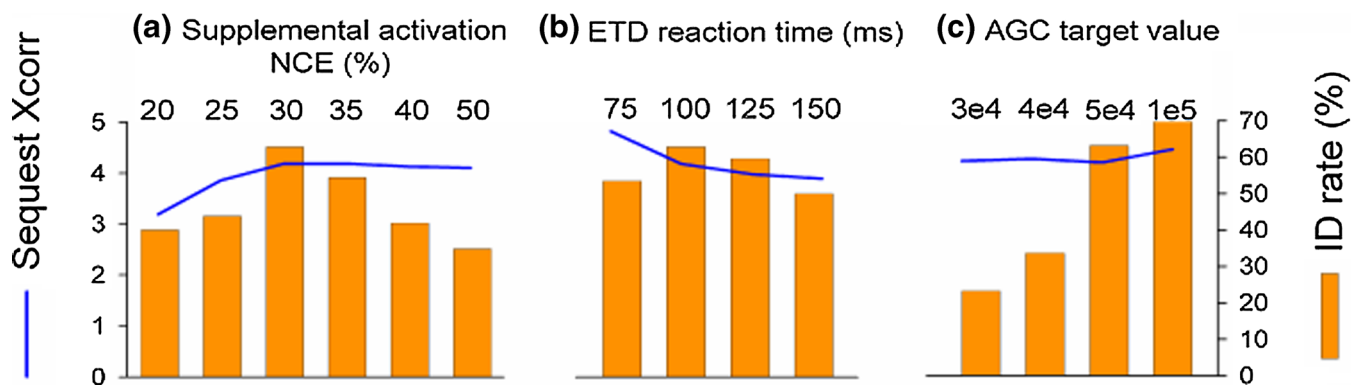 (a) Supplemental activation
NCE (%)
20 25 30 35 40 50
(b) ETD reaction time (ms)
75 100 125 150
(c) AGC target value
3e4 4e4 5e4 1e5
Sequest Xcorr
5
4
3
2
1
0
70
60
50
40
30
20
10
0
ID rate (%)